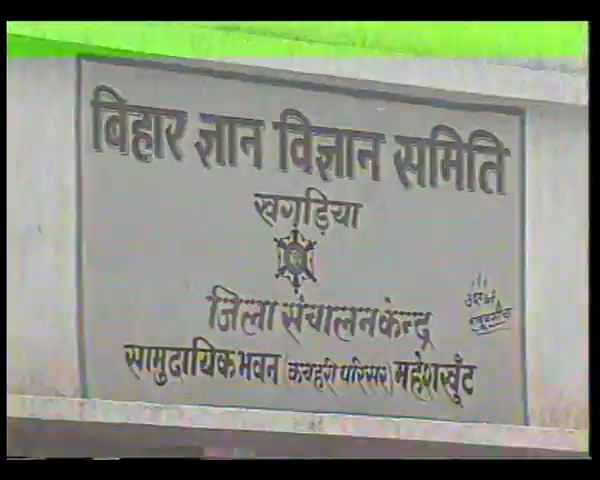 बिहार ज्ञान विज्ञान समिति
खगड़िया
जिला संचालन केन्द्र
सामुदायिक भवन (कचहरी परिसर) महेशखूँट